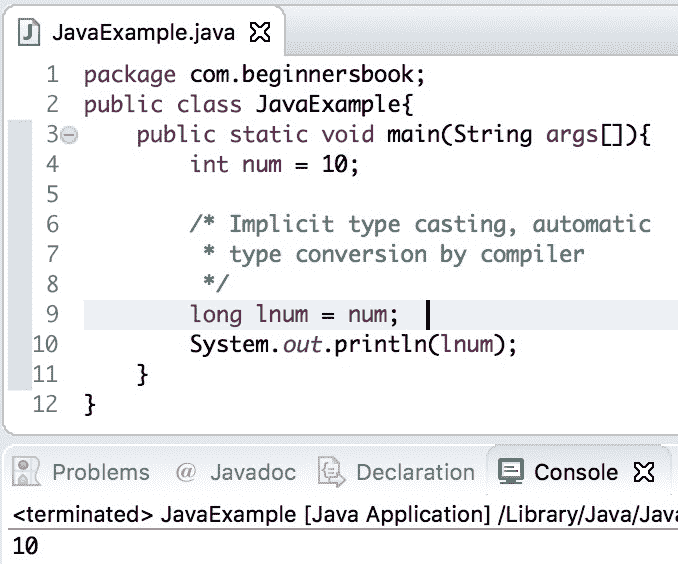 JavaExample.java
1 package com.beginnersbook;
2 public class JavaExample{
3 public static void main(String args[]){
4 int num = 10;
5
6 /* Implicit type casting, automatic
7 * type conversion by compiler
8 */
9 long lnum = num;
10 System.out.println(lnum);
11 }
12 }
Problems @ Javadoc Declaration Console
<terminated> JavaExample [Java Application] /Library/Java/Java
10